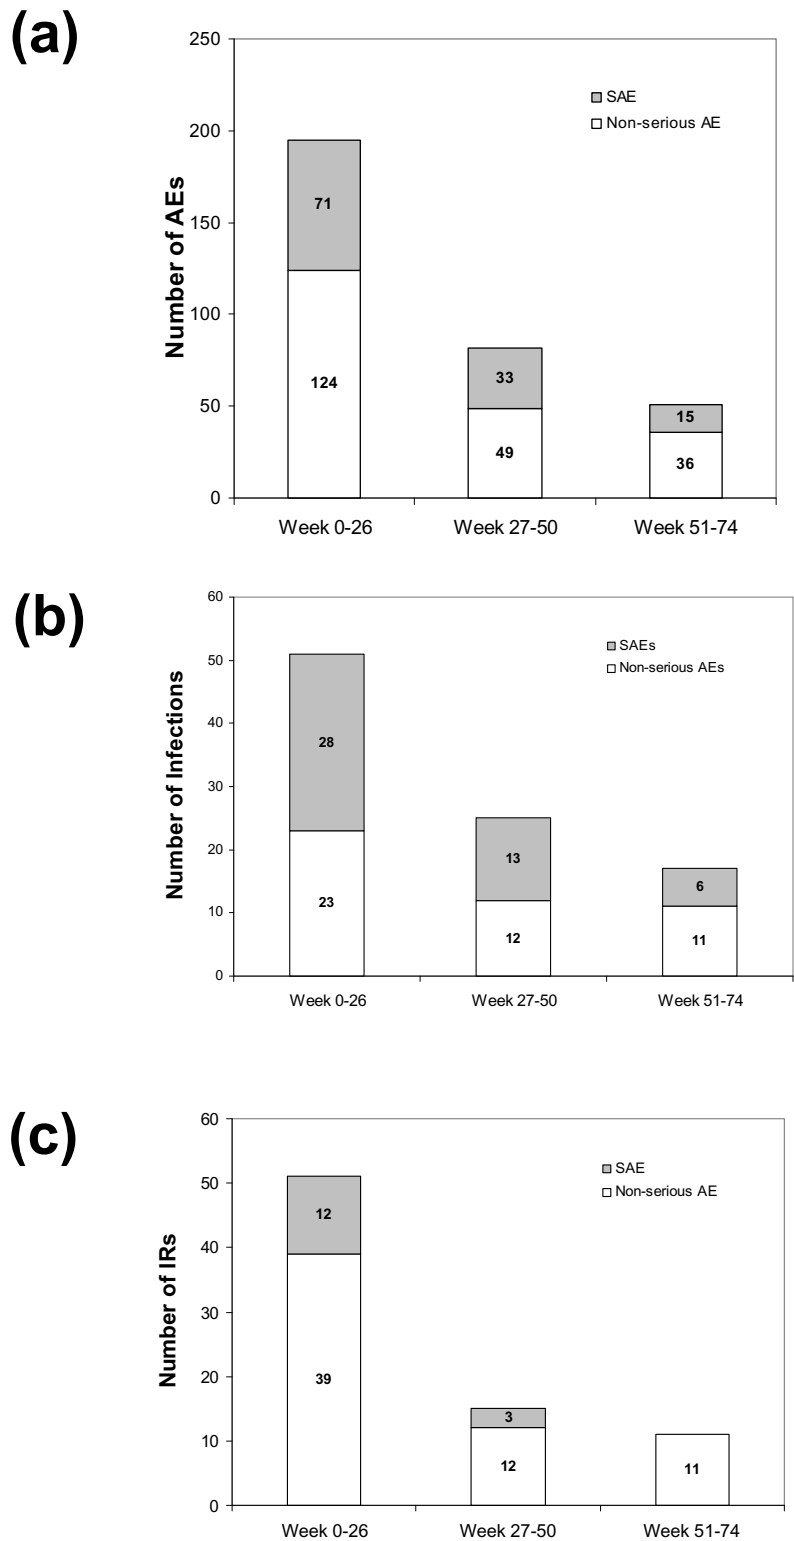 (a)
250
200
150
100
50
0
Number of AEs
SAE
Non-serious AE
71
124
33
49
15
36
Week 0-26
Week 27-50
Week 51-74
(b)
60
50
40
30
20
10
0
Number of Infections
SAEs
Non-serious AEs
28
23
13
12
6
11
Week 0-26
Week 27-50
Week 51-74
(c)
60
50
40
30
20
10
0
Number of IRs
SAE
Non-serious AE
12
39
3
12
11
Week 0-26
Week 27-50
Week 51-74